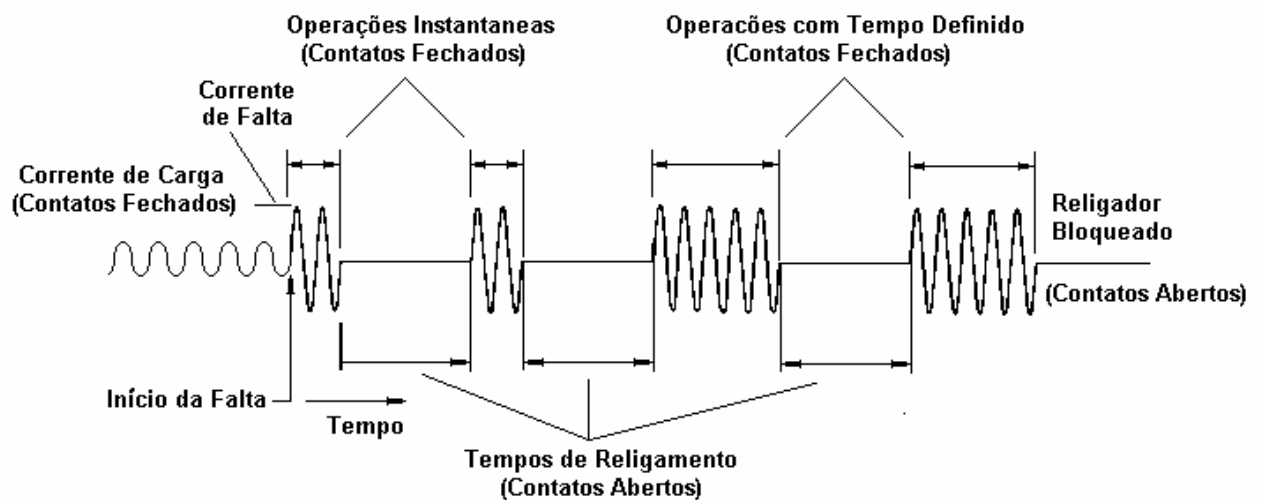 Operações Instantaneas
(Contatos Fechados)
Operacões com Tempo Definido
(Contatos Fechados)
Corrente
de Falta
Corrente de Carga
(Contatos Fechados)
Religador
Bloqueado
(Contatos Abertos)
Início da Falta
Tempo
Tempos de Religamento
(Contatos Abertos)